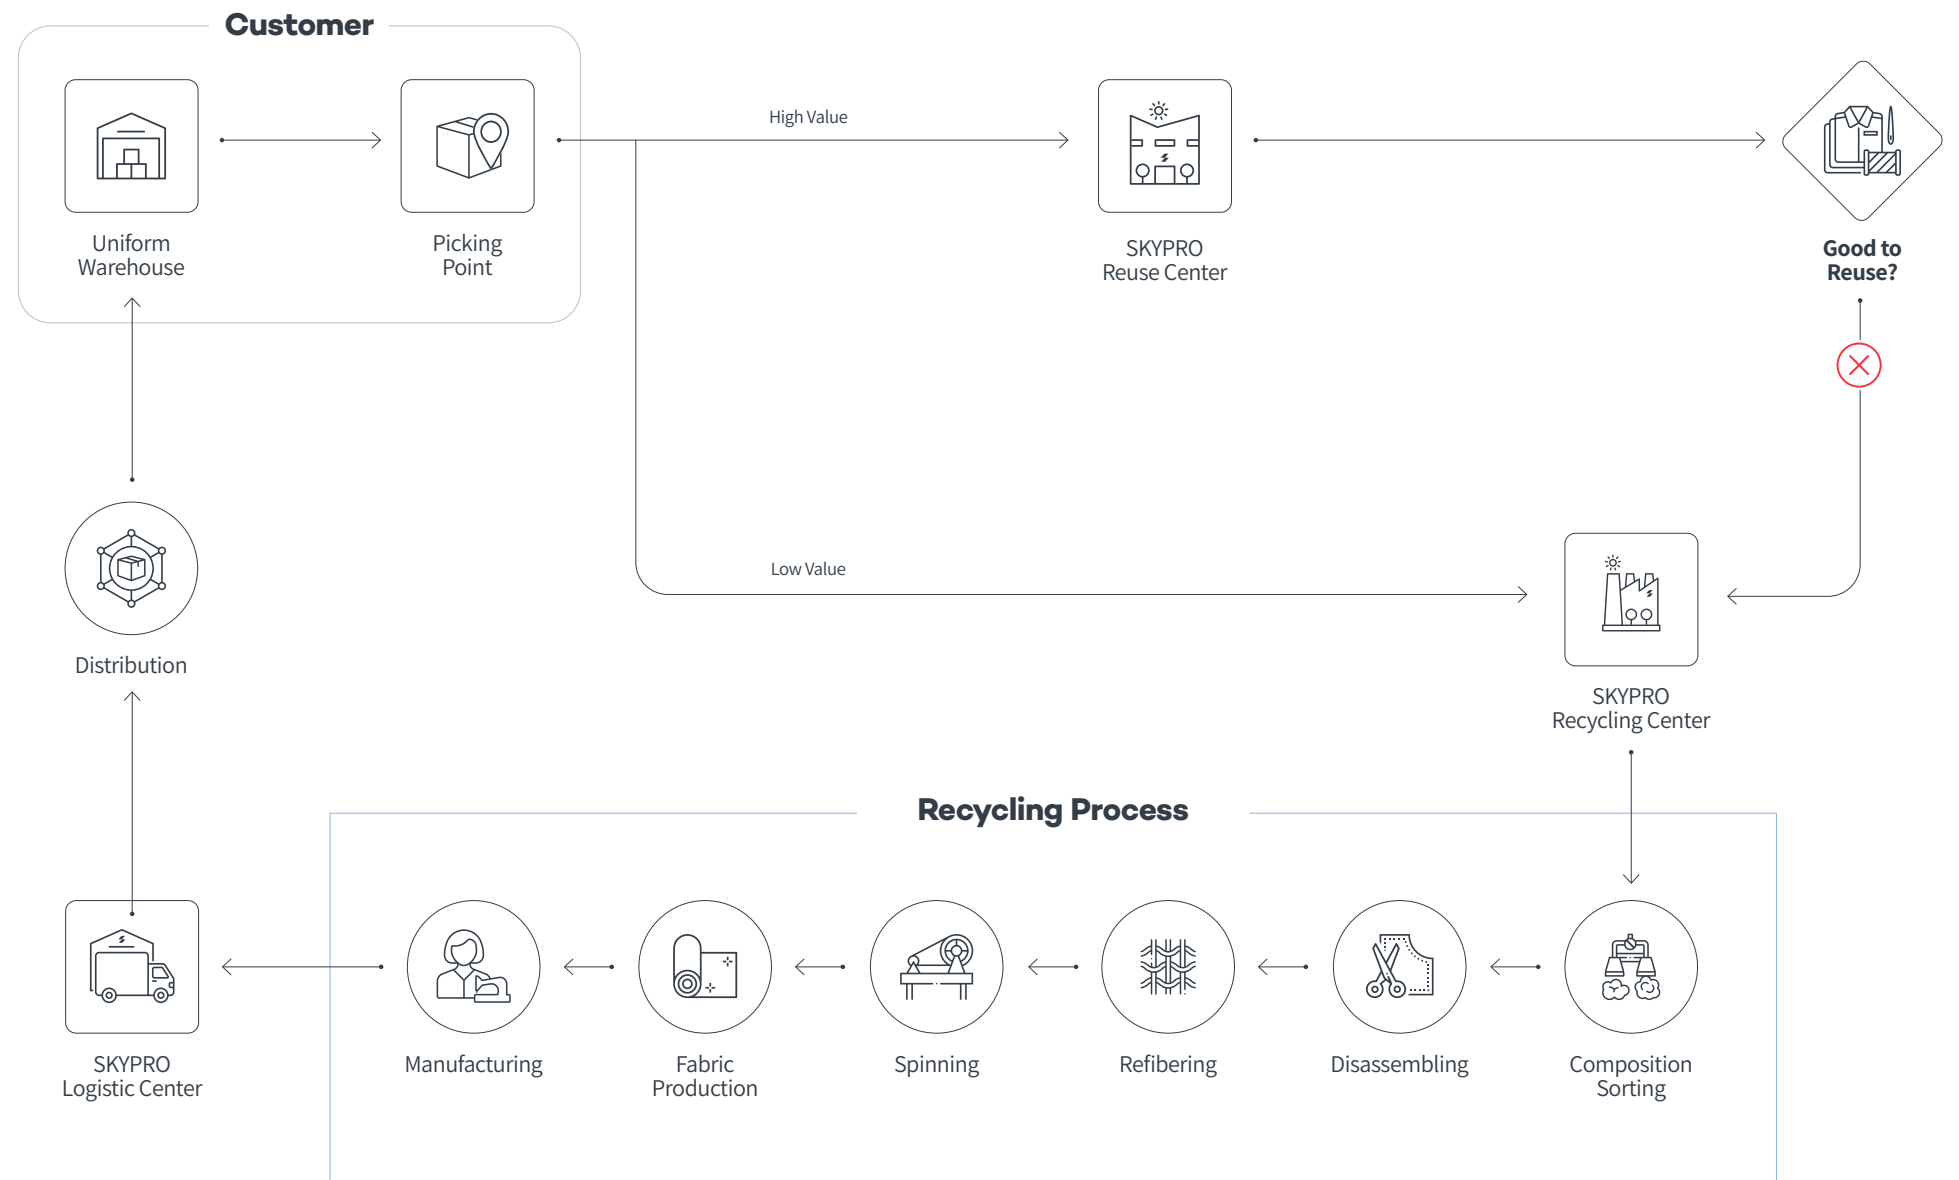 Customer
Uniform
Warehouse
Picking
Point
High Value
SKYPRO
Reuse Center
Good to
Reuse?
Low Value
Distribution
SKYPRO
Recycling Center
Recycling Process
SKYPRO
Logistic Center
Manufacturing
Fabric
Production
Spinning
Refibering
Disassembling
Composition
Sorting